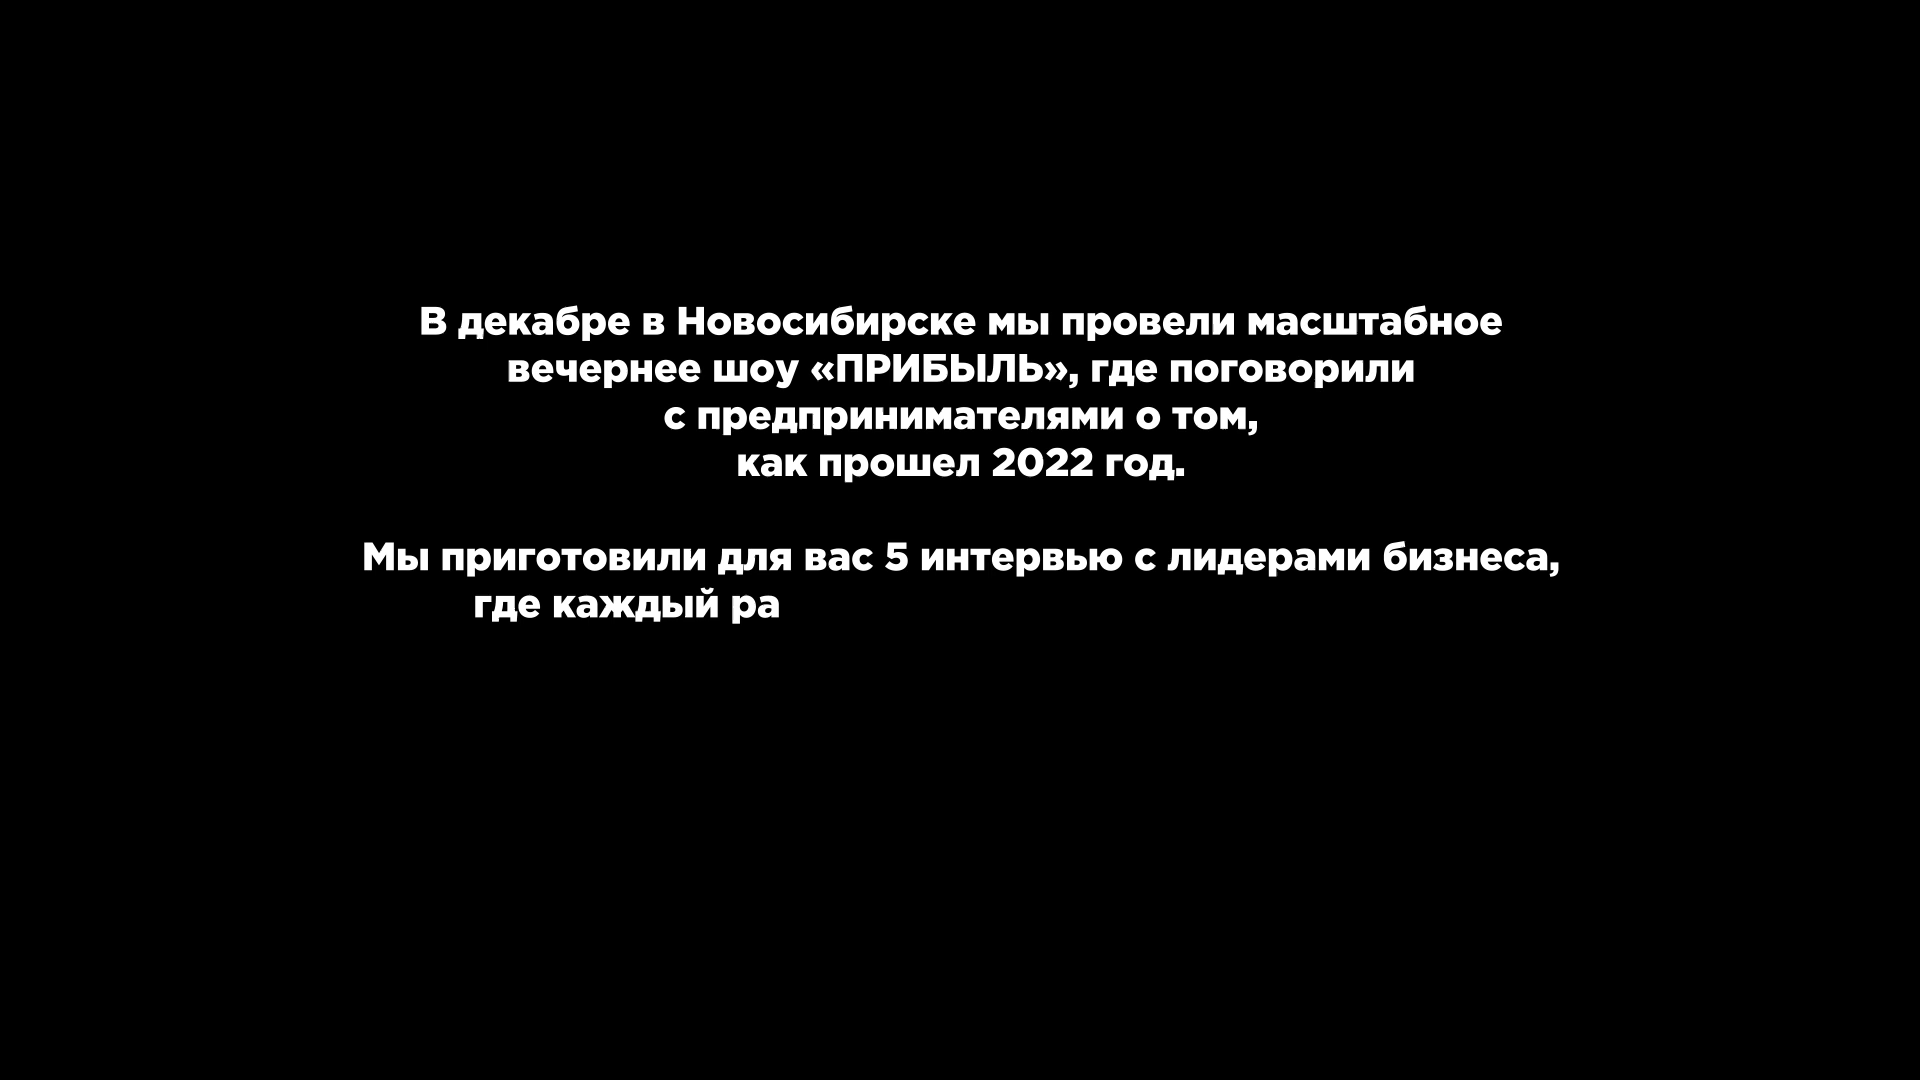 В декабре в Новосибирске мы провели масштабное
вечернее шоу «ПРИБЫЛЬ», где поговорили
с предпринимателями о том,
как прошел 2022 год.
Мы приготовили для вас 5 интервью с лидерами бизнеса,
где каждый ра